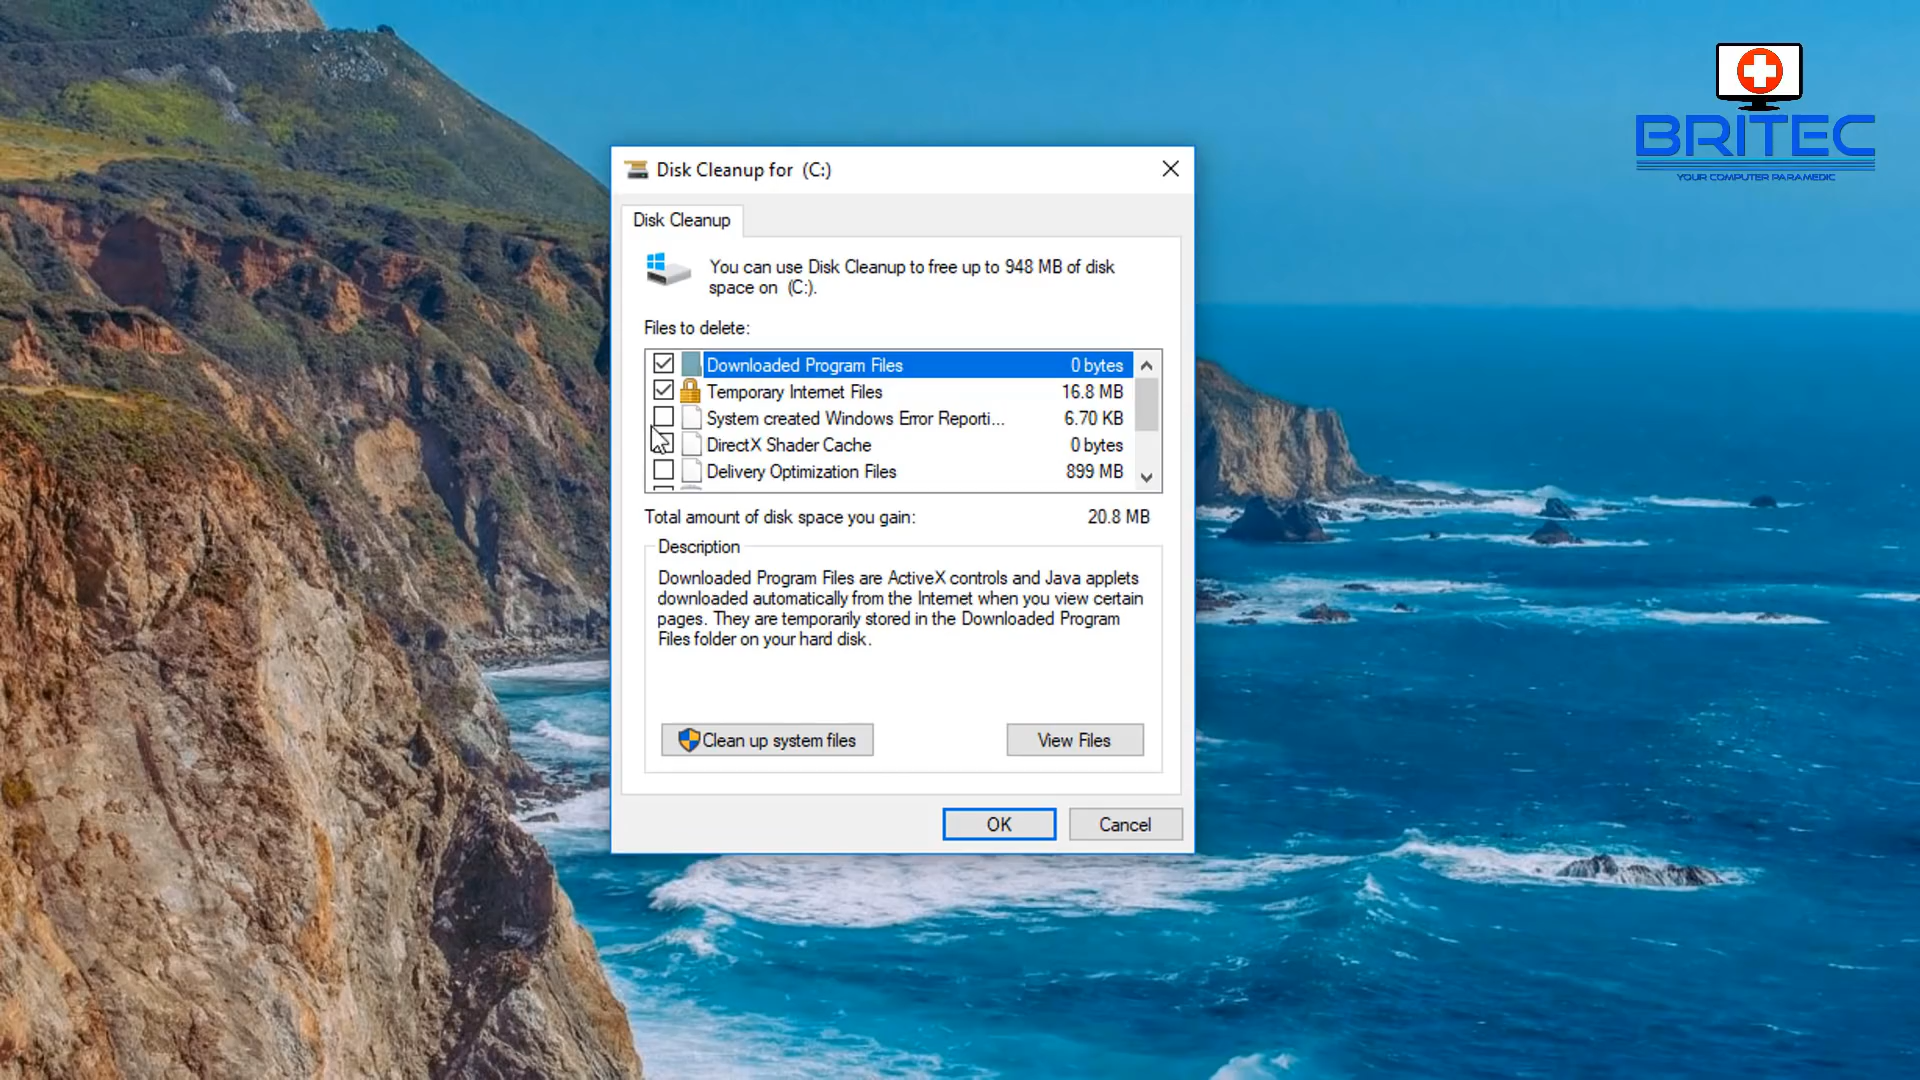 BRITEC
YOUR COMPUTER PARAMEDIC
Disk Cleanup for (C:)
Disk Cleanup
You can use Disk Cleanup to free up to 948 MB of disk
space on (C:).
Files to delete:
Downloaded Program Files 0 bytes
Temporary Internet Files 16.8 MB
System created Windows Error Reporti... 6.70 KB
DirectX Shader Cache 0 bytes
Delivery Optimization Files 899 MB
Total amount of disk space you gain: 20.8 MB
Description
Downloaded Program Files are ActiveX controls and Java applets
downloaded automatically from the Internet when you view certain
pages. They are temporarily stored in the Downloaded Program
Files folder on your hard disk.
Clean up system files View Files
OK Cancel